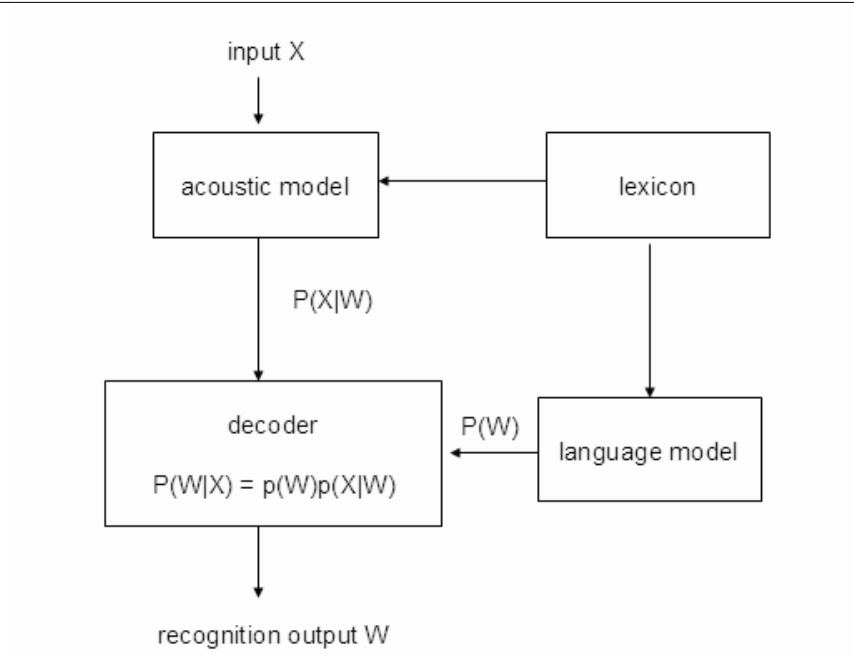 input X
acoustic model
lexicon
P(X|W)
decoder
P(W|X) = p(W)p(X|W)
P(W)
language model
recognition output W